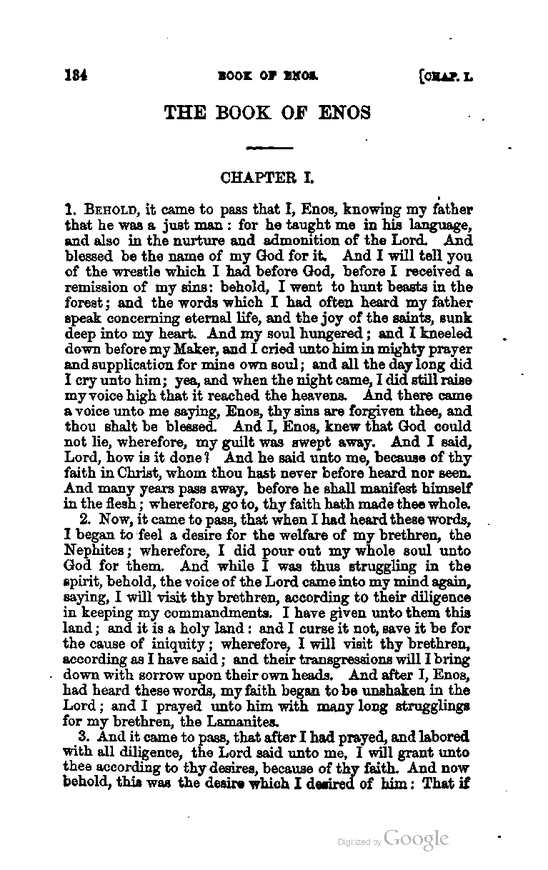 134 BOOK OF ENOS. [CHAP. I.
THE BOOK OF ENOS
CHAPTER I.
1. BEHOLD, it came to pass that I, Enos, knowing my father
that he was a just man: for he taught me in his language,
and also in the nurture and admonition of the Lord. And
blessed be the name of my God for it. And I will tell you
of the wrestle which I had before God, before I received a
remission of my sins: behold, I went to hunt beasts in the
forest; and the words which I had often heard my father
speak concerning eternal life, and the joy of the saints, sunk
deep into my heart. And my soul hungered; and I kneeled
down before my Maker, and I cried unto him in mighty prayer
and supplication for mine own soul; and all the day long did
I cry unto him; yea, and when the night came, I did still raise
my voice high that it reached the heavens. And there came
a voice unto me saying, Enos, thy sins are forgiven thee, and
thou shalt be blessed. And I, Enos, knew that God could
not lie, wherefore, my guilt was swept away. And I said,
Lord, how is it done? And he said unto me, because of thy
faith in Christ, whom thou hast never before heard nor seen.
And many years pass away, before he shall manifest himself
in the flesh; wherefore, go to, thy faith hath made thee whole.
2. Now, it came to pass, that when I had heard these words,
I began to feel a desire for the welfare of my brethren, the
Nephites; wherefore, I did pour out my whole soul unto
God for them. And while I was thus struggling in the
spirit, behold, the voice of the Lord came into my mind again,
saying, I will visit thy brethren, according to their diligence
in keeping my commandments. I have given unto them this
land; and it is a holy land: and I curse it not, save it be for
the cause of iniquity; wherefore, I will visit thy brethren,
according as I have said; and their transgressions will I bring
down with sorrow upon their own heads. And after I, Enos,
had heard these words, my faith began to be unshaken in the
Lord; and I prayed unto him with many long strugglings
for my brethren, the Lamanites.
3. And it came to pass, that after I had prayed, and labored
with all diligence, the Lord said unto me, I will grant unto
thee according to thy desires, because of thy faith. And now
behold, this was the desire which I desired of him: That if
Digitized by Google